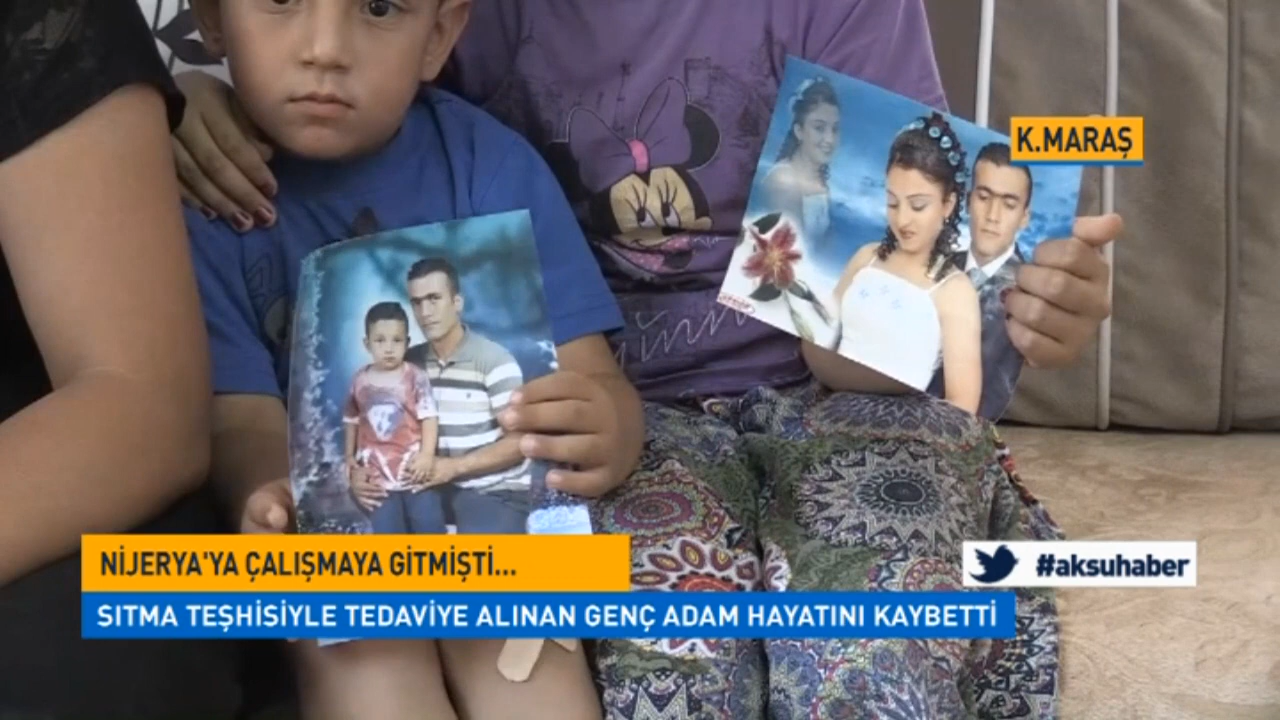 K.MARAŞ
NİJERYA'YA ÇALIŞMAYA GİTMİŞTİ...
#aksuhaber
SITMA TEŞHİSİYLE TEDAVİYE ALINAN GENÇ ADAM HAYATINI KAYBETTİ